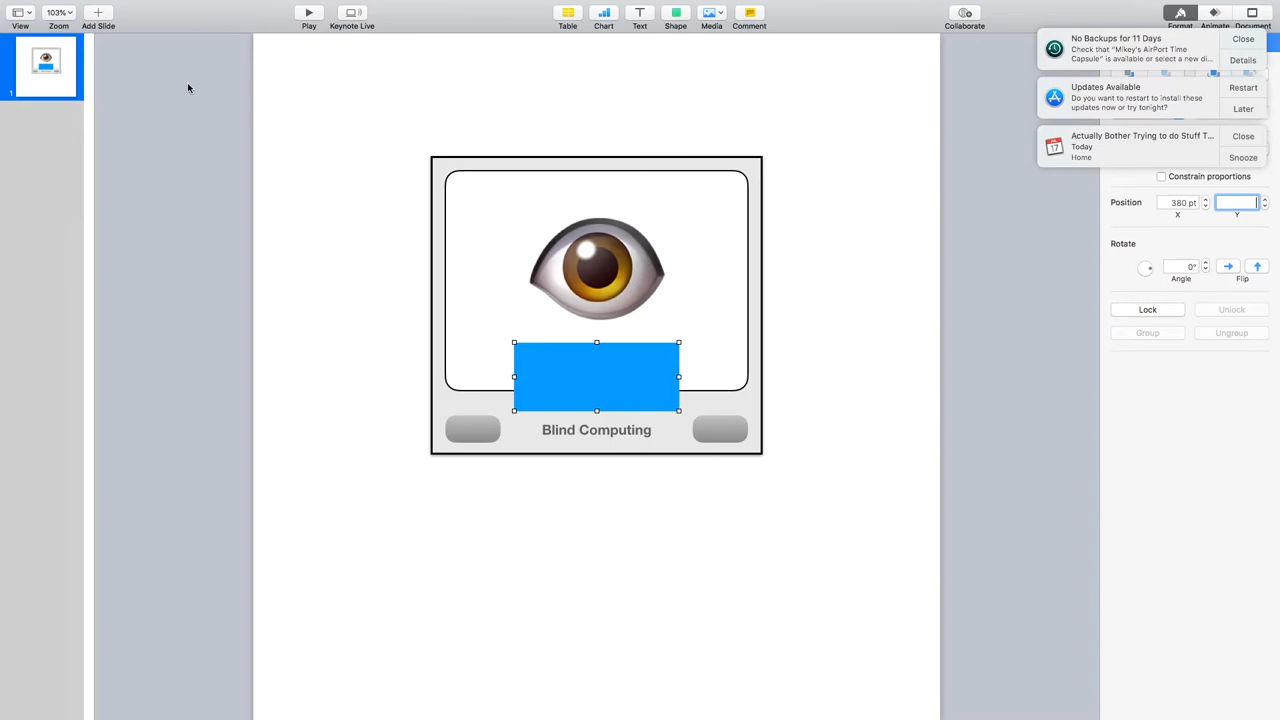 103%
View
Zoom
Add Slide
Play
Keynote Live
Table
Chart
Text
Shape
Media
Comment
Collaborate
Format
Animate
Document
No Backups for 11 Days
Check that "Mikey's AirPort Time
Capsule" is available or select a new di...
Close
Details
Updates Available
Do you want to restart to install these
updates now or try tonight?
Restart
Later
17
Actually Bother Trying to do Stuff T...
Today
Home
Close
Snooze
Constrain proportions
Position
380 pt
X
Y
Rotate
0°
Angle
Flip
Lock
Unlock
Group
Ungroup
1
Blind Computing